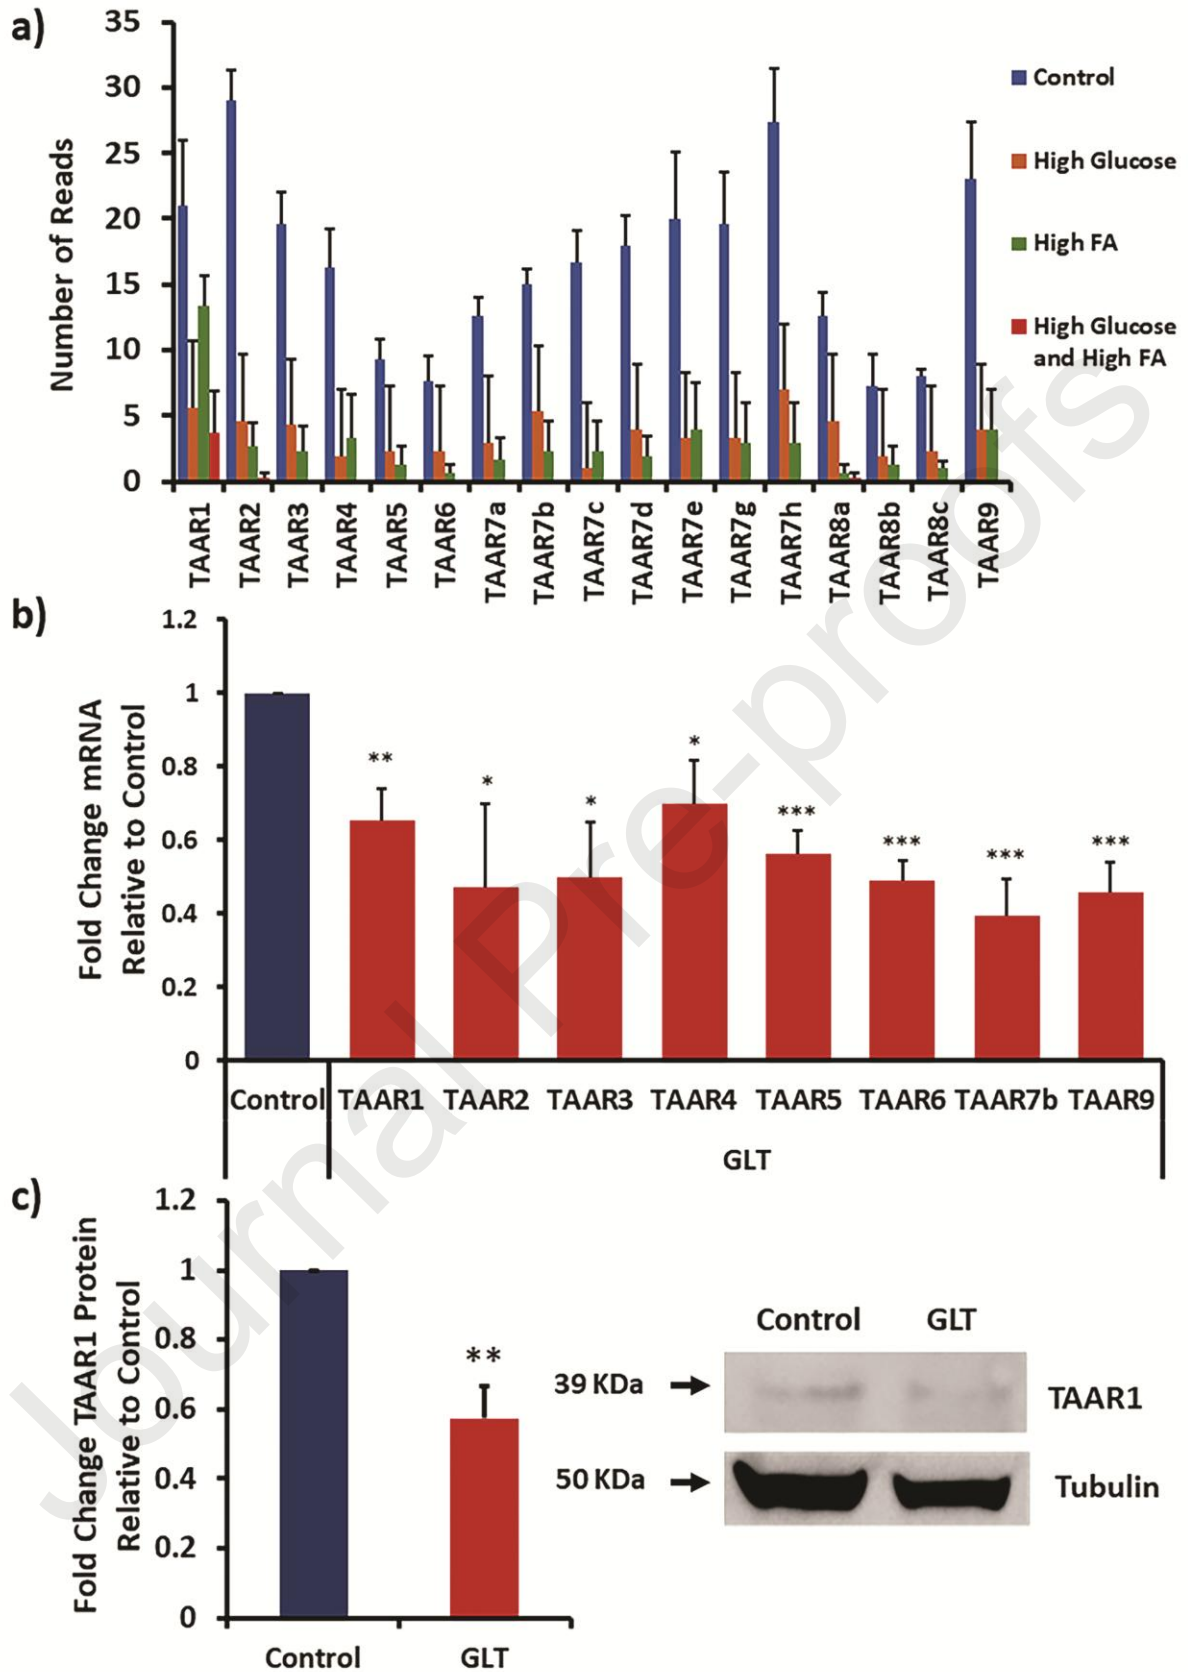 a)
35
30
25
20
15
10
5
0
Number of Reads
Control
High Glucose
High FA
High Glucose
and High FA
TAAR1
TAAR2
TAAR3
TAAR4
TAAR5
TAAR6
TAAR7a
TAAR7b
TAAR7c
TAAR7d
TAAR7e
TAAR7g
TAAR7h
TAAR8a
TAAR8b
TAAR8c
TAAR9
b)
1.2
1
0.8
0.6
0.4
0.2
0
Fold Change mRNA
Relative to Control
** * * * *** *** *** ***
Control TAAR1 TAAR2 TAAR3 TAAR4 TAAR5 TAAR6 TAAR7b TAAR9
GLT
c)
1.2
1
0.8
0.6
0.4
0.2
0
Fold Change TAAR1 Protein
Relative to Control
**
Control GLT
Control GLT
39 KDa TAAR1
50 KDa Tubulin
Journal Pre-proofs